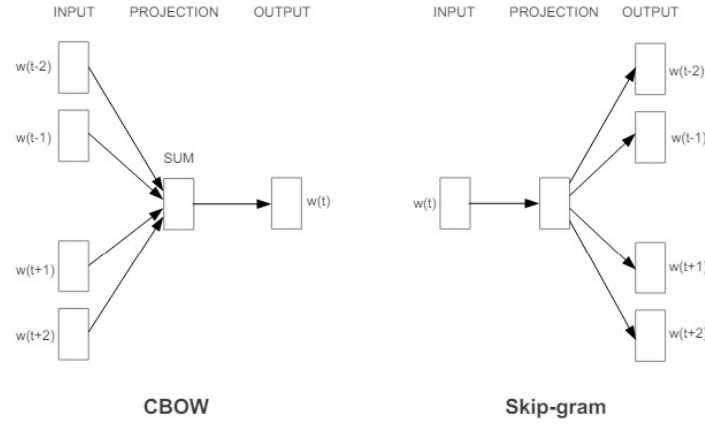 INPUT PROJECTION OUTPUT
w(t-2)
w(t-1)
SUM
w(t)
w(t+1)
w(t+2)
CBOW
INPUT PROJECTION OUTPUT
w(t-2)
w(t-1)
w(t)
w(t+1)
w(t+2)
Skip-gram